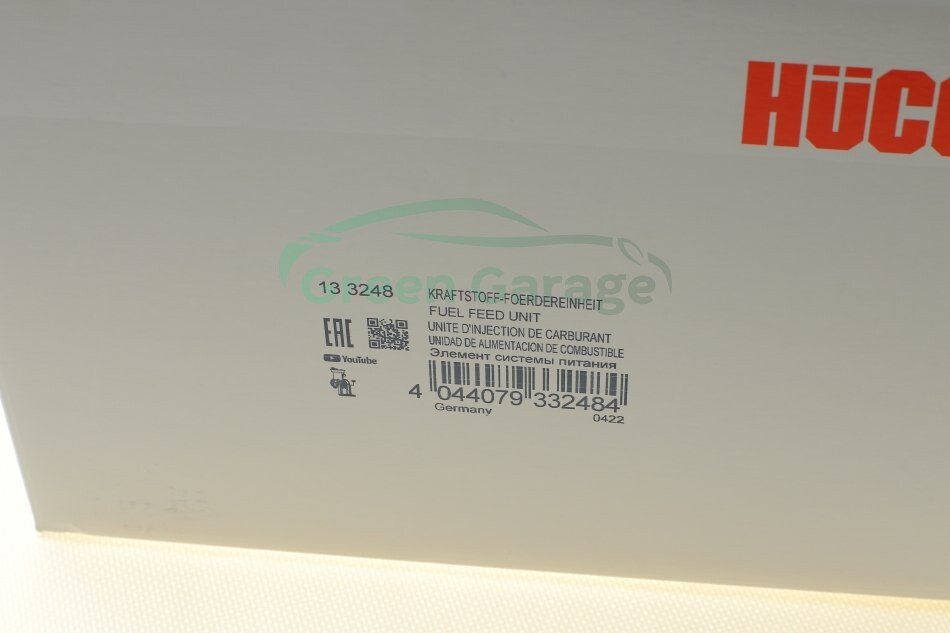 HÜC
Green Garage
13 3248
KRAFTSTOFF-FOERDEREINHEIT
FUEL FEED UNIT
UNITE D'INJECTION DE CARBURANT
UNIDAD DE ALIMENTACION DE COMBUSTIBLE
Элемент системы питания
EAC
YouTube
4 044079 332484
Germany
0422